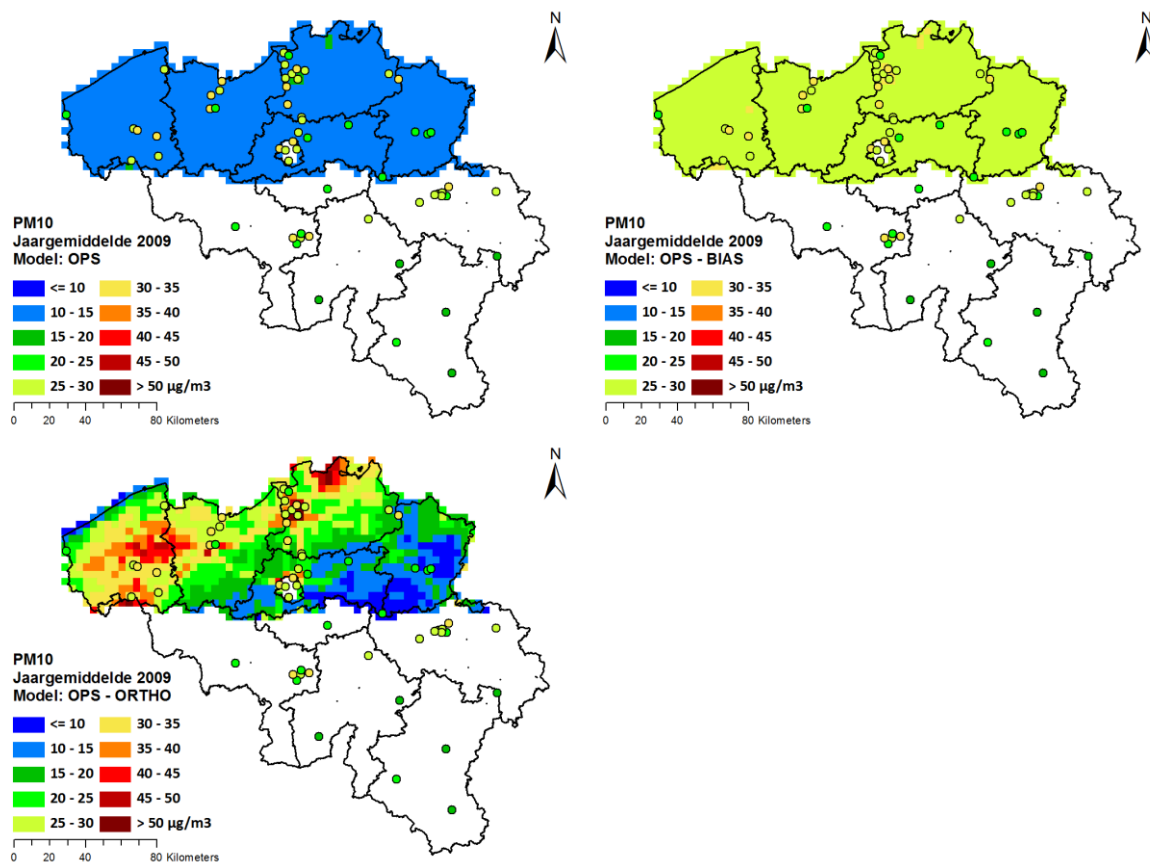 N
PM10
Jaargemiddelde 2009
Model: OPS
<= 10 30 - 35
10 - 15 35 - 40
15 - 20 40 - 45
20 - 25 45 - 50
25 - 30 > 50 µg/m3
0 20 40 80 Kilometers
N
PM10
Jaargemiddelde 2009
Model: OPS - BIAS
<= 10 30 - 35
10 - 15 35 - 40
15 - 20 40 - 45
20 - 25 45 - 50
25 - 30 > 50 µg/m3
0 20 40 80 Kilometers
N
PM10
Jaargemiddelde 2009
Model: OPS - ORTHO
<= 10 30 - 35
10 - 15 35 - 40
15 - 20 40 - 45
20 - 25 45 - 50
25 - 30 > 50 µg/m3
0 20 40 80 Kilometers